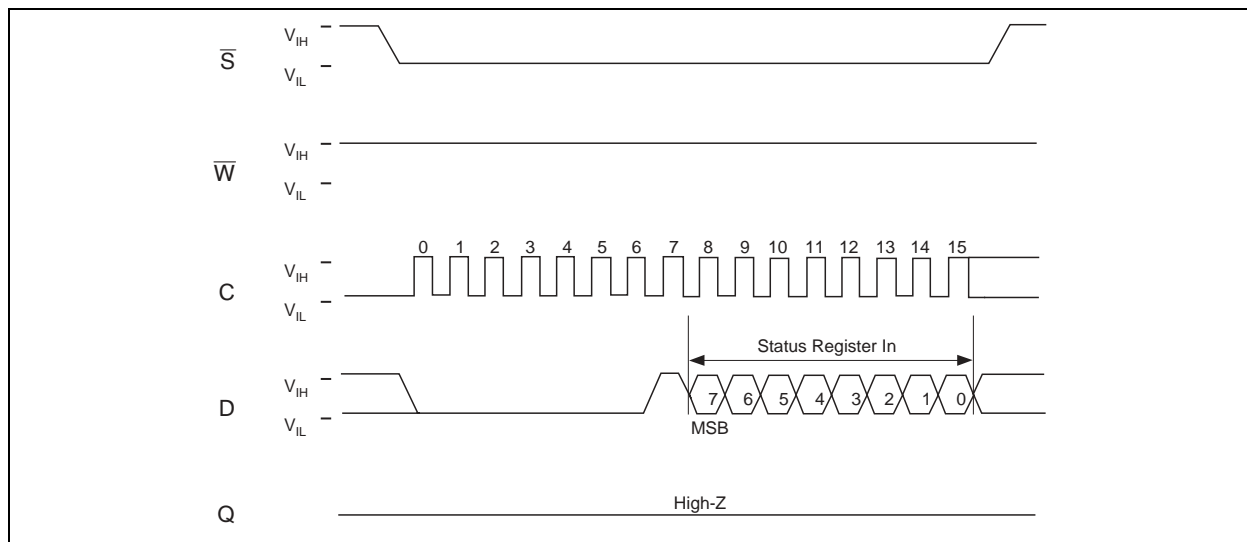 V_IH
S̅
V_IL
V_IH
W̅
V_IL
0 1 2 3 4 5 6 7 8 9 10 11 12 13 14 15
V_IH
C
V_IL
Status Register In
V_IH
D
7 6 5 4 3 2 1 0
V_IL
MSB
High-Z
Q